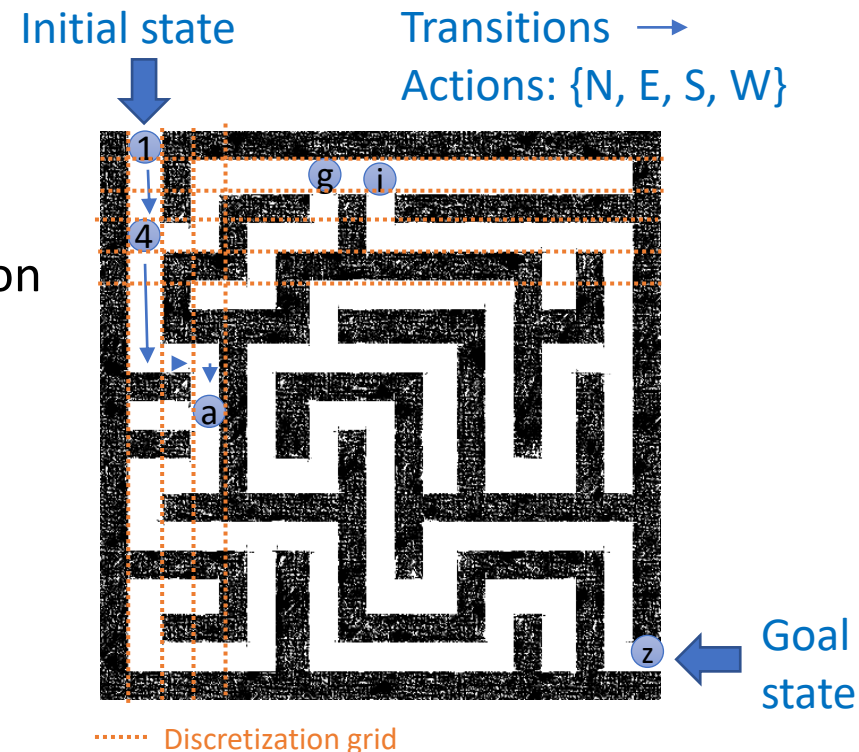 Initial state
Transitions
Actions: {N, E, S, W}
1
g
i
4
on
a
Goal
state
z
Discretization grid